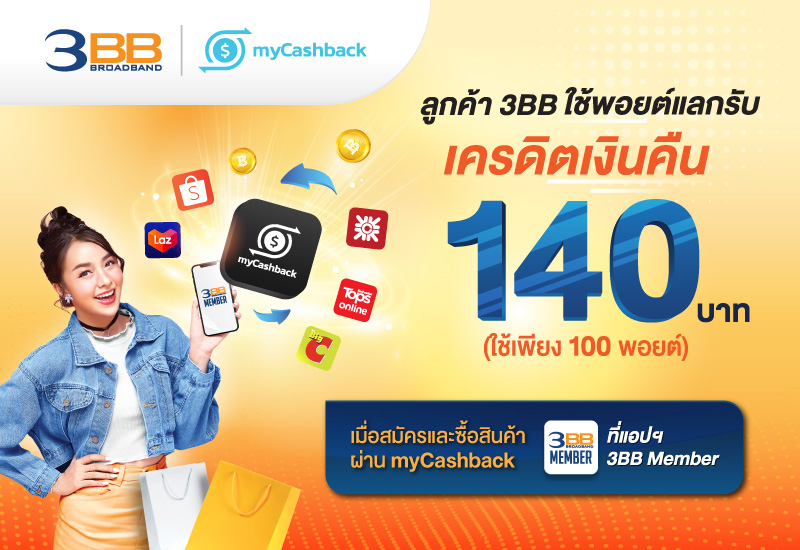 3BB
BROADBAND
myCashback
ลูกค้า 3BB ใช้พอยต์แลกรับ
เครดิตเงินคืน
140 บาท
(ใช้เพียง 100 พอยต์)
S
Laz
$
myCashback
3BB
MEMBER
Tops
online
Big
C
เมื่อสมัครและซื้อสินค้า
ผ่าน myCashback
3BB
BROADBAND
MEMBER
ที่แอปฯ
3BB Member